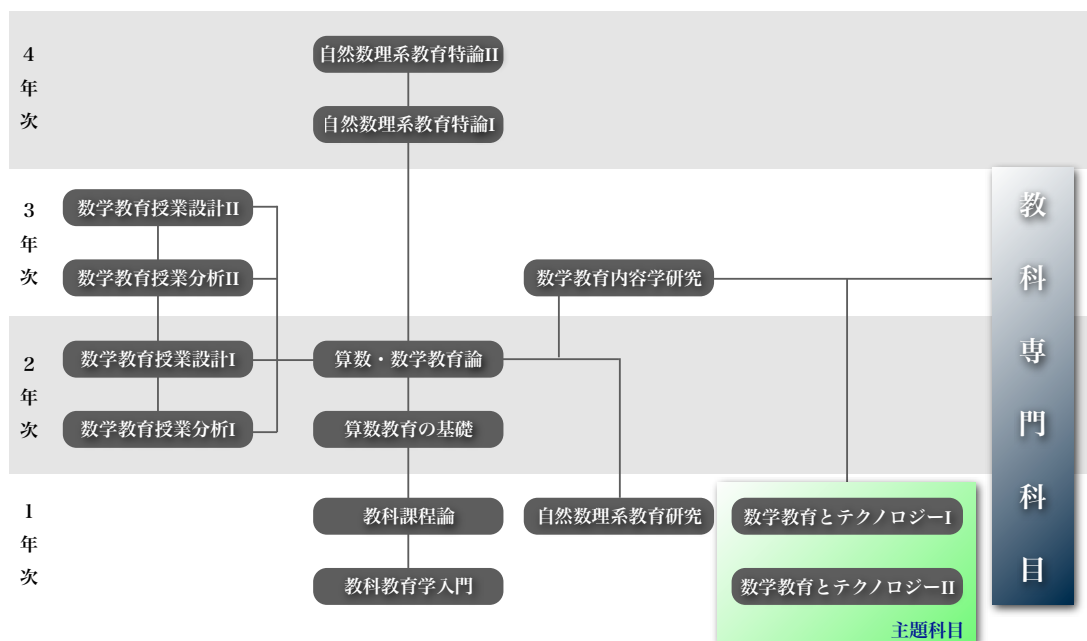 4年次
自然数理系教育特論II
自然数理系教育特論I
3年次
数学教育授業設計II
数学教育授業分析II
数学教育内容学研究
2年次
数学教育授業設計I
算数・数学教育論
数学教育授業分析I
算数教育の基礎
1年次
教科課程論
自然数理系教育研究
数学教育とテクノロジーI
教科教育学入門
数学教育とテクノロジーII
主題科目
教科専門科目